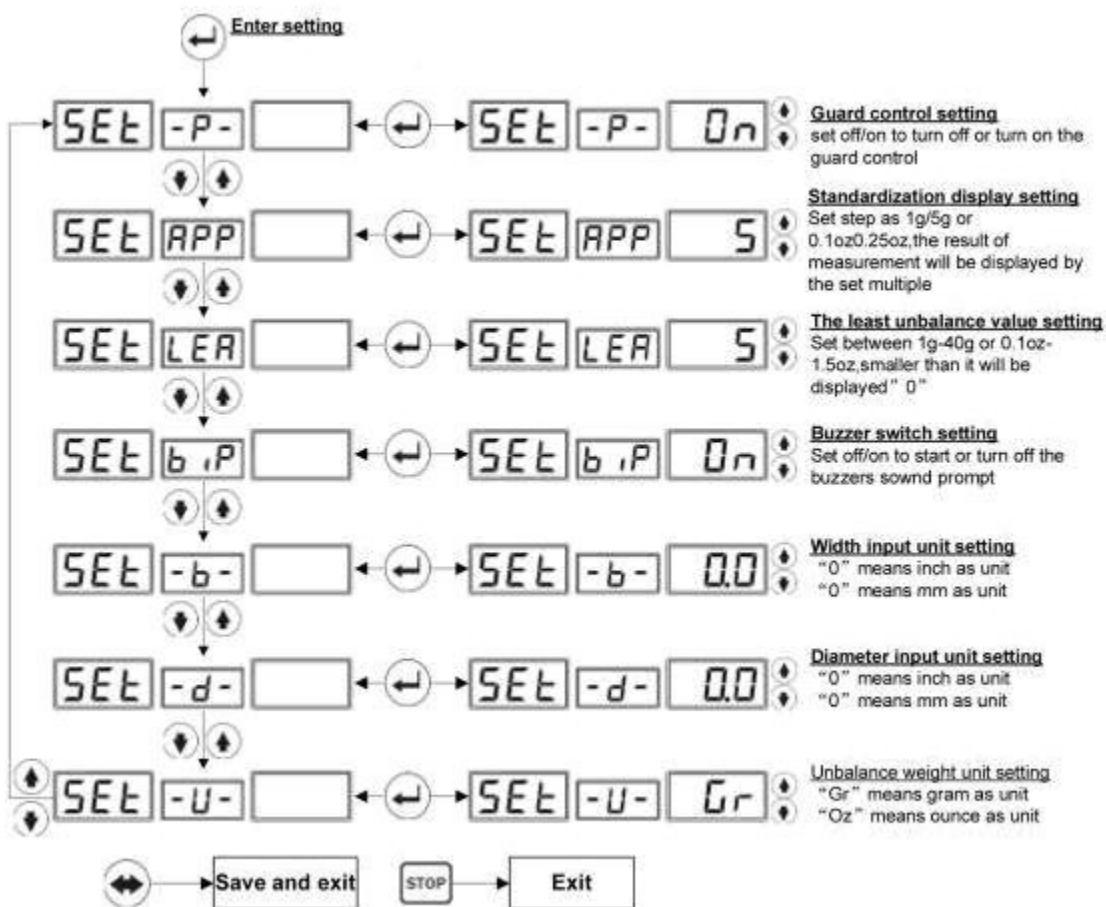 Enter setting
SEt -P- SEt -P- On
Guard control setting
set off/on to turn off or turn on the
guard control
SEt APP SEt APP 5
Standardization display setting
Set step as 1g/5g or
0.1oz0.25oz,the result of
measurement will be displayed by
the set multiple
SEt LEA SEt LEA 5
The least unbalance value setting
Set between 1g-40g or 0.1oz-
1.5oz,smaller than it will be
displayed” 0”
SEt biP SEt biP On
Buzzer switch setting
Set off/on to start or turn off the
buzzers sownd prompt
SEt -b- SEt -b- 0.0
Width input unit setting
“0” means inch as unit
“0” means mm as unit
SEt -d- SEt -d- 0.0
Diameter input unit setting
“0” means inch as unit
“0” means mm as unit
SEt -U- SEt -U- Gr
Unbalance weight unit setting
“Gr” means gram as unit
“Oz” means ounce as unit
Save and exit STOP Exit